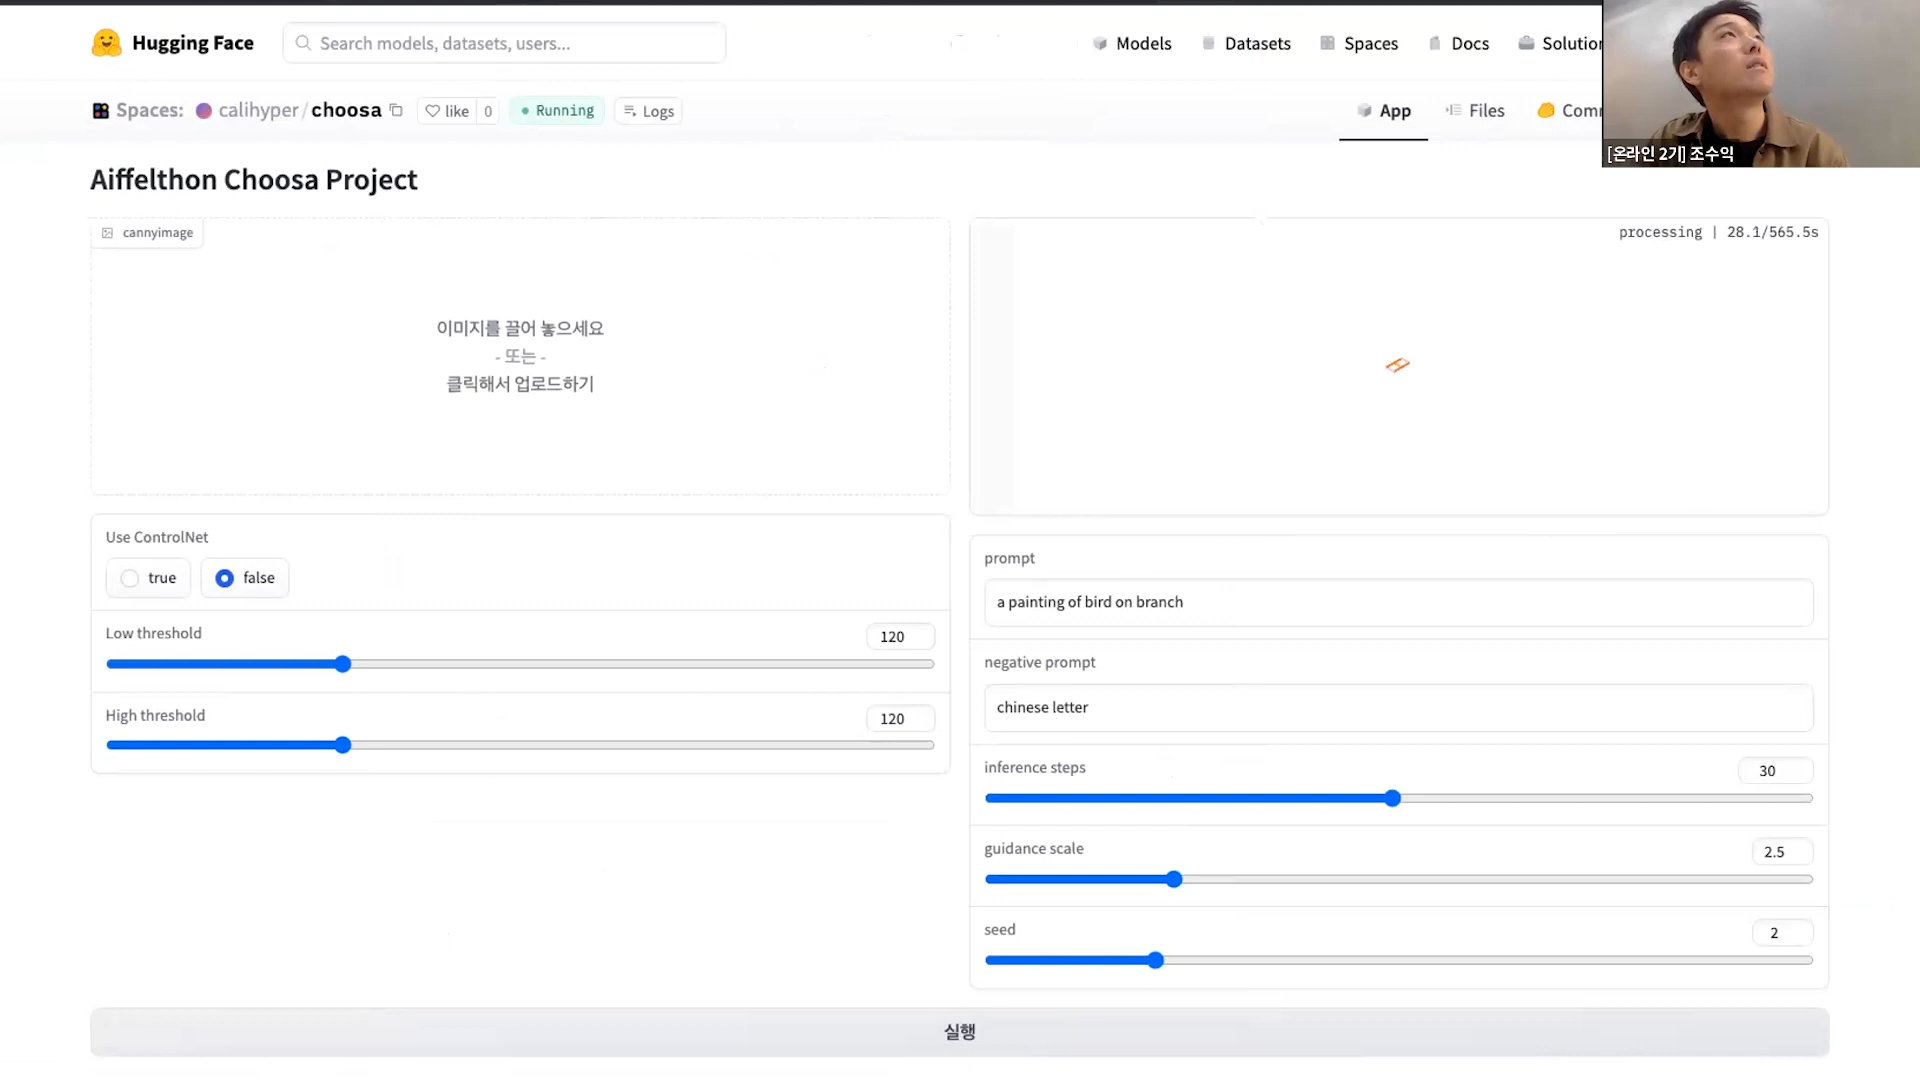 Hugging Face
Search models, datasets, users...
Models
Datasets
Spaces
Docs
Solution
Spaces:
calihyper/choosa
like 0
Running
Logs
App
Files
Comm
[온라인 2기] 조수익
Aiffelthon Choosa Project
cannyimage
이미지를 끌어 놓으세요
- 또는 -
클릭해서 업로드하기
processing | 28.1/565.5s
Use ControlNet
true
false
Low threshold
120
High threshold
120
prompt
a painting of bird on branch
negative prompt
chinese letter
inference steps
30
guidance scale
2.5
seed
2
실행